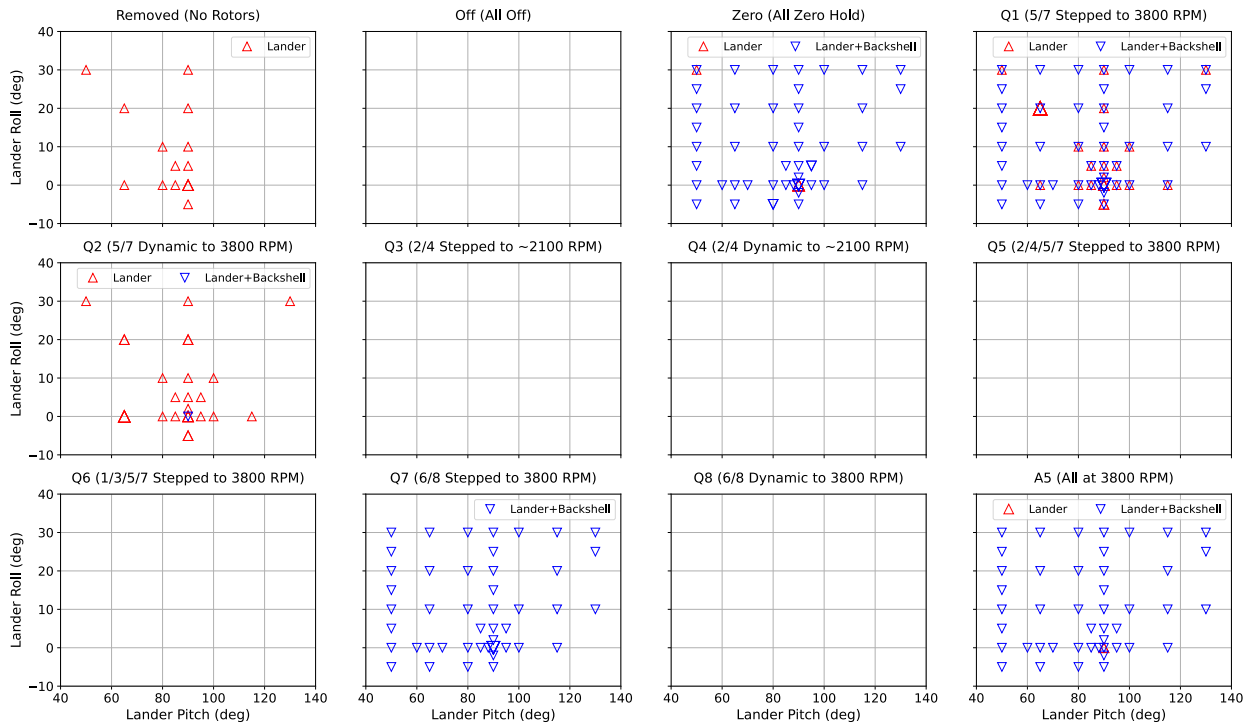 Removed (No Rotors)
Off (All Off)
Zero (All Zero Hold)
Q1 (5/7 Stepped to 3800 RPM)
40
30
20
10
0
−10
Lander Roll (deg)
Lander
Lander
Lander+Backshell
Lander
Lander+Backshell
Q2 (5/7 Dynamic to 3800 RPM)
Q3 (2/4 Stepped to ~2100 RPM)
Q4 (2/4 Dynamic to ~2100 RPM)
Q5 (2/4/5/7 Stepped to 3800 RPM)
40
30
20
10
0
−10
Lander Roll (deg)
Lander
Lander+Backshell
Q6 (1/3/5/7 Stepped to 3800 RPM)
Q7 (6/8 Stepped to 3800 RPM)
Q8 (6/8 Dynamic to 3800 RPM)
A5 (All at 3800 RPM)
40
30
20
10
0
−10
Lander Roll (deg)
Lander+Backshell
Lander
Lander+Backshell
40 60 80 100 120 140
40 60 80 100 120 140
40 60 80 100 120 140
40 60 80 100 120 140
Lander Pitch (deg)
Lander Pitch (deg)
Lander Pitch (deg)
Lander Pitch (deg)